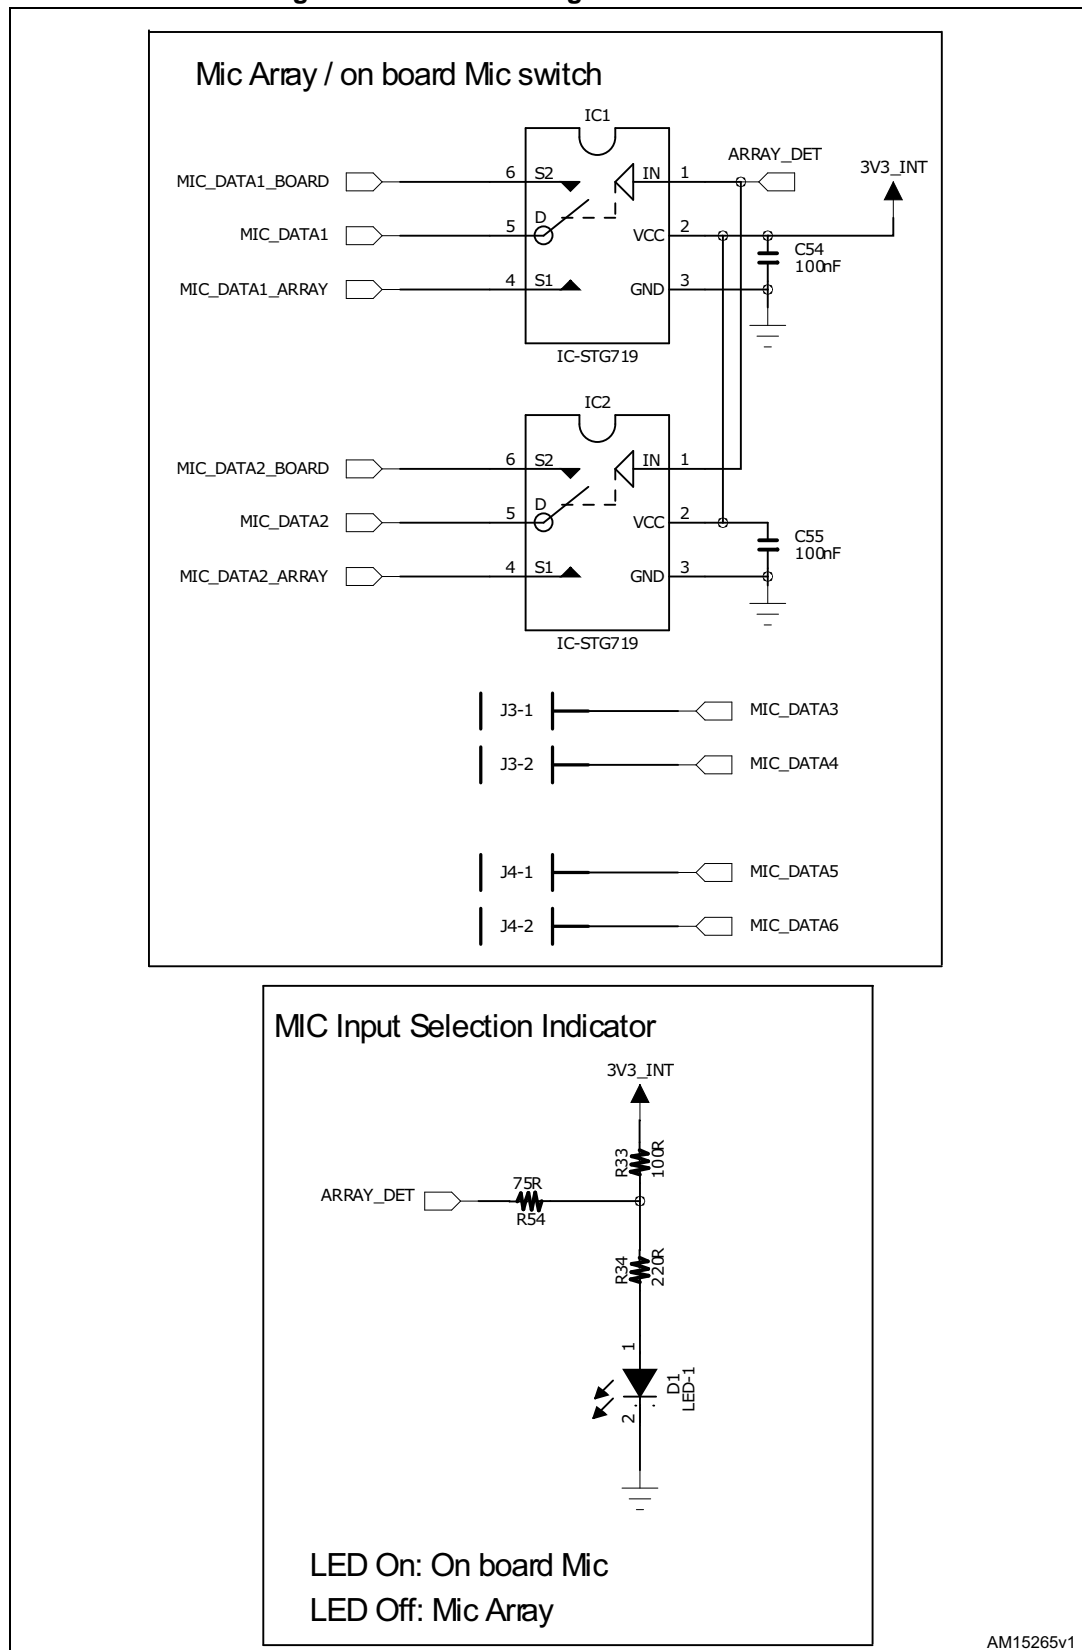 Mic Array / on board Mic switch
IC1
ARRAY_DET
3V3_INT
MIC_DATA1_BOARD 6 S2 IN 1
MIC_DATA1 5 D VCC 2
C54
100nF
MIC_DATA1_ARRAY 4 S1 GND 3
IC-STG719
IC2
MIC_DATA2_BOARD 6 S2 IN 1
MIC_DATA2 5 D VCC 2
C55
100nF
MIC_DATA2_ARRAY 4 S1 GND 3
IC-STG719
J3-1 MIC_DATA3
J3-2 MIC_DATA4
J4-1 MIC_DATA5
J4-2 MIC_DATA6
MIC Input Selection Indicator
3V3_INT
R33 100R
ARRAY_DET 75R
R54
R34 220R
1
D1
LED-1
2
LED On: On board Mic
LED Off: Mic Array
AM15265v1